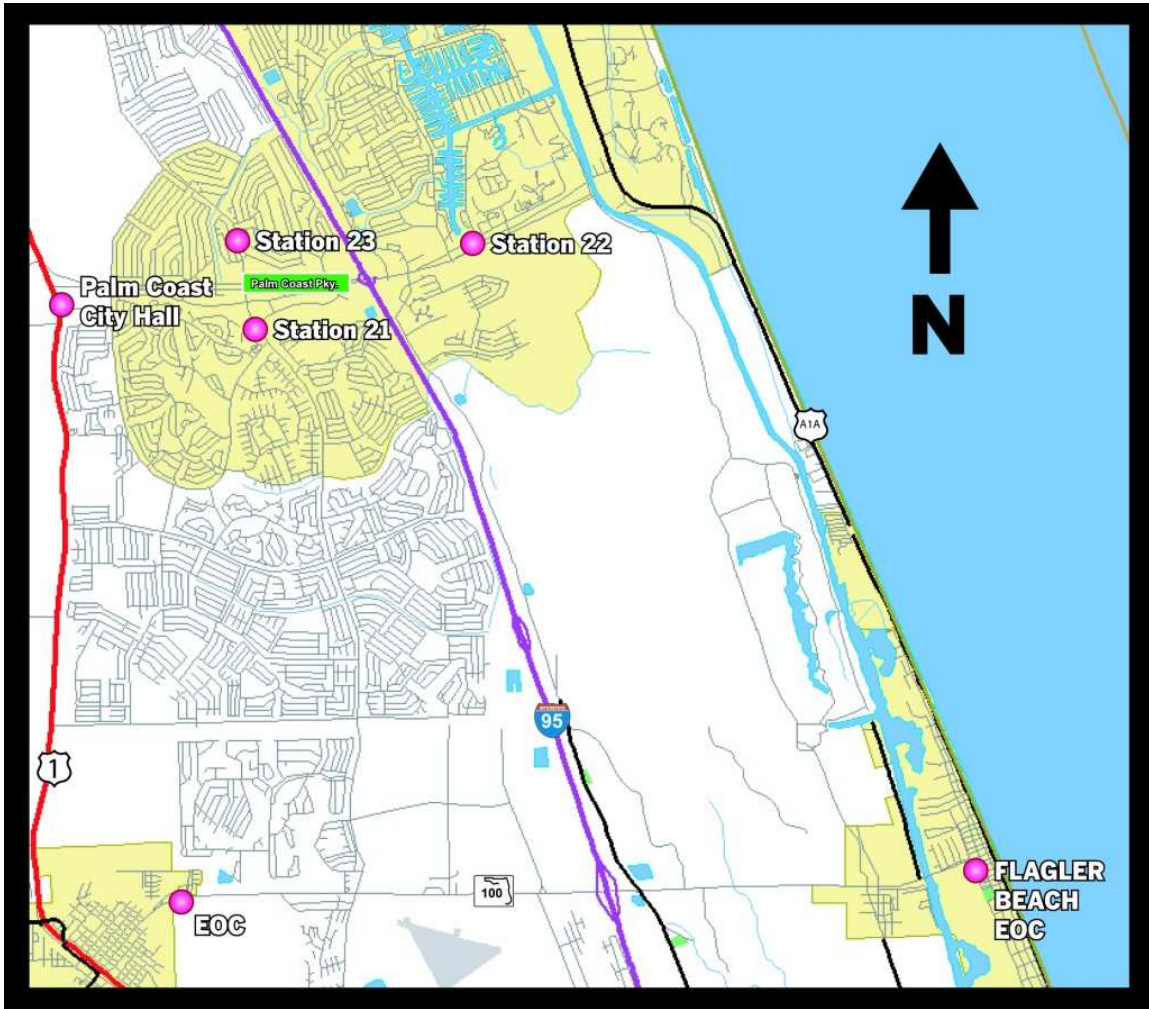 Station 23
Station 22
Palm Coast Pky.
Palm Coast
City Hall
Station 21
N
A1A
INTERSTATE
95
1
100
FLAGLER
BEACH
EOC
EOC